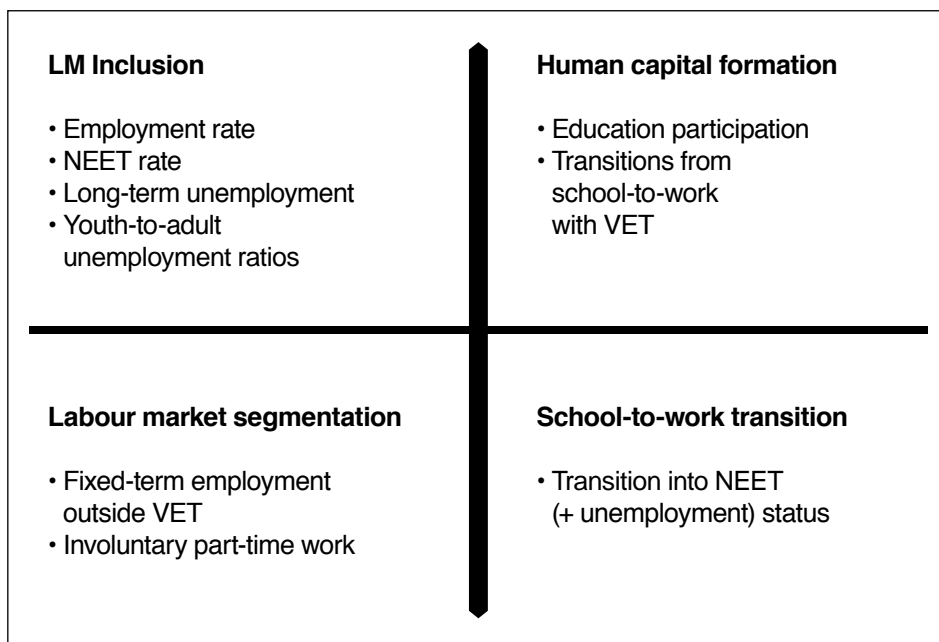 LM Inclusion
• Employment rate
• NEET rate
• Long-term unemployment
• Youth-to-adult
unemployment ratios
Human capital formation
• Education participation
• Transitions from
school-to-work
with VET
Labour market segmentation
• Fixed-term employment
outside VET
• Involuntary part-time work
School-to-work transition
• Transition into NEET
(+ unemployment) status